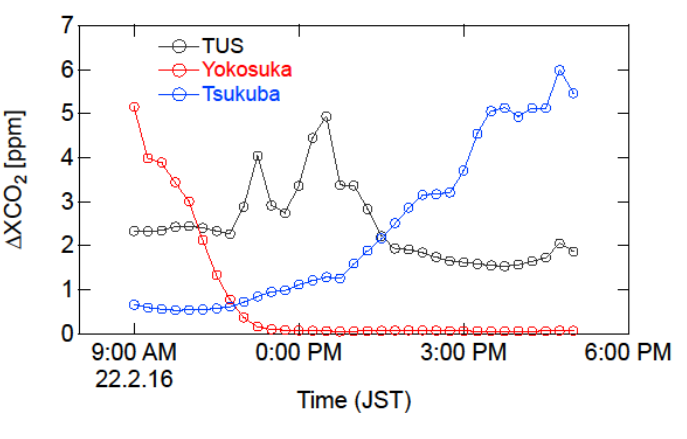 7
6
5
4
3
2
1
0
ΔXCO2 [ppm]
TUS
Yokosuka
Tsukuba
9:00 AM 0:00 PM 3:00 PM 6:00 PM
22.2.16
Time (JST)